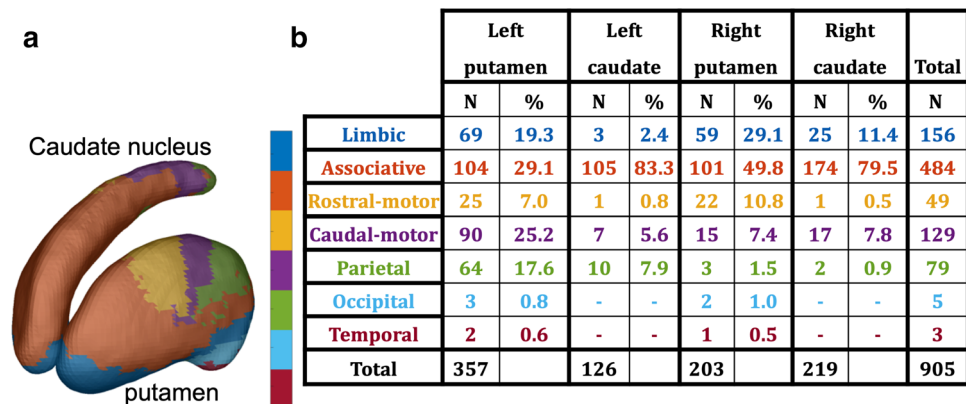 a
Caudate nucleus
putamen
b
Left putamen Left caudate Right putamen Right caudate Total
N % N % N % N % N
Limbic 69 19.3 3 2.4 59 29.1 25 11.4 156
Associative 104 29.1 105 83.3 101 49.8 174 79.5 484
Rostral-motor 25 7.0 1 0.8 22 10.8 1 0.5 49
Caudal-motor 90 25.2 7 5.6 15 7.4 17 7.8 129
Parietal 64 17.6 10 7.9 3 1.5 2 0.9 79
Occipital 3 0.8 - - 2 1.0 - - 5
Temporal 2 0.6 - - 1 0.5 - - 3
Total 357 126 203 219 905